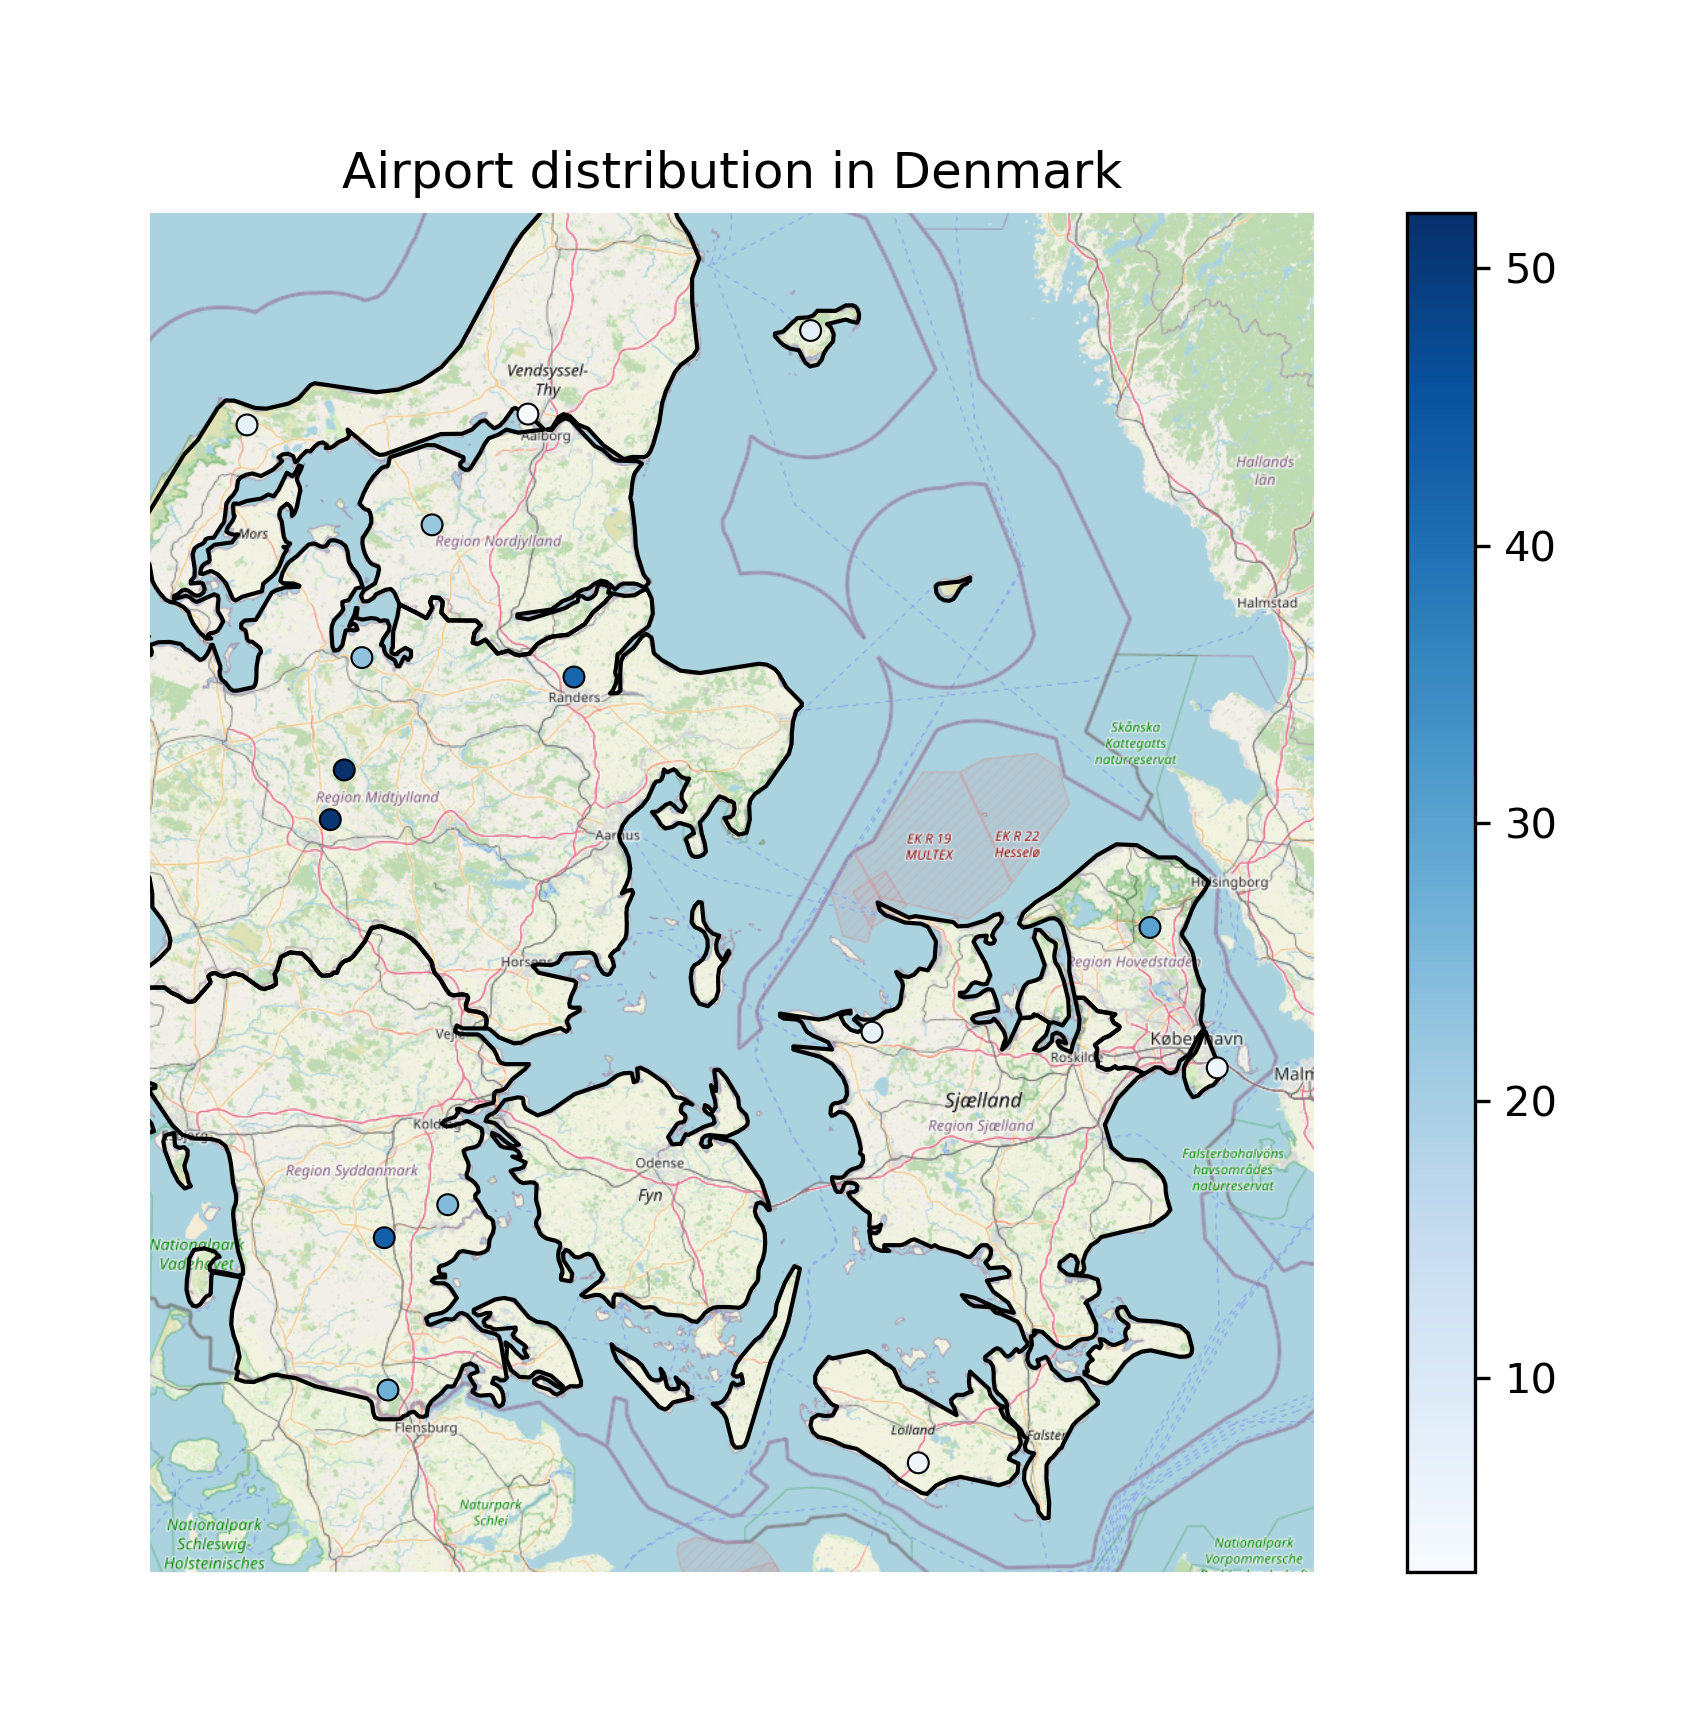 Airport distribution in Denmark
50
40
30
20
10
Vendsyssel-
Thy
Aalborg
Hallands
län
Mors
Region Nordjylland
Halmstad
Randers
Skånska
Kattegatts
naturreservat
Region Midtjylland
Aarhus
EK R 19
MULTEX
EK R 22
Hesselø
Helsingborg
Horsens
Region Hovedstaden
Vejle
København
Roskilde
Sjælland
Region Sjælland
Kolding
Esbjerg
Region Syddanmark
Odense
Fyn
Falsterbohalvöns
havsområdes
naturreservat
Nationalpark
Vadehavet
Flensburg
Lolland
Falster
Naturpark
Schlei
Nationalpark
Schleswig-
Holsteinisches
Nationalpark
Vorpommersche